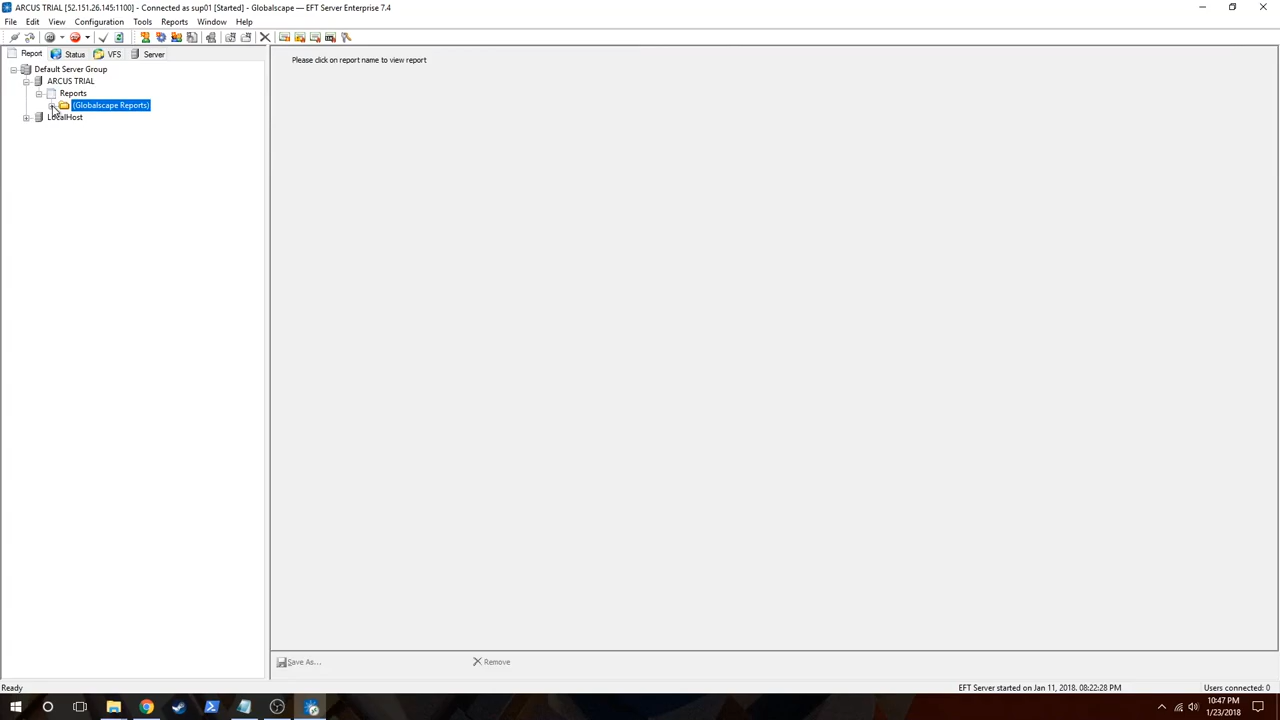 ARCUS TRIAL [52.151.26.145:1100] - Connected as sup01 [Started] - Globalscape — EFT Server Enterprise 7.4
File Edit View Configuration Tools Reports Window Help
Report Status VFS Server
Default Server Group
ARCUS TRIAL
Reports
(Globalscape Reports)
LocalHost
Please click on report name to view report
Save As... Remove
Ready EFT Server started on Jan 11, 2018. 08:22:28 PM Users connected: 0
10:47 PM
1/23/2018